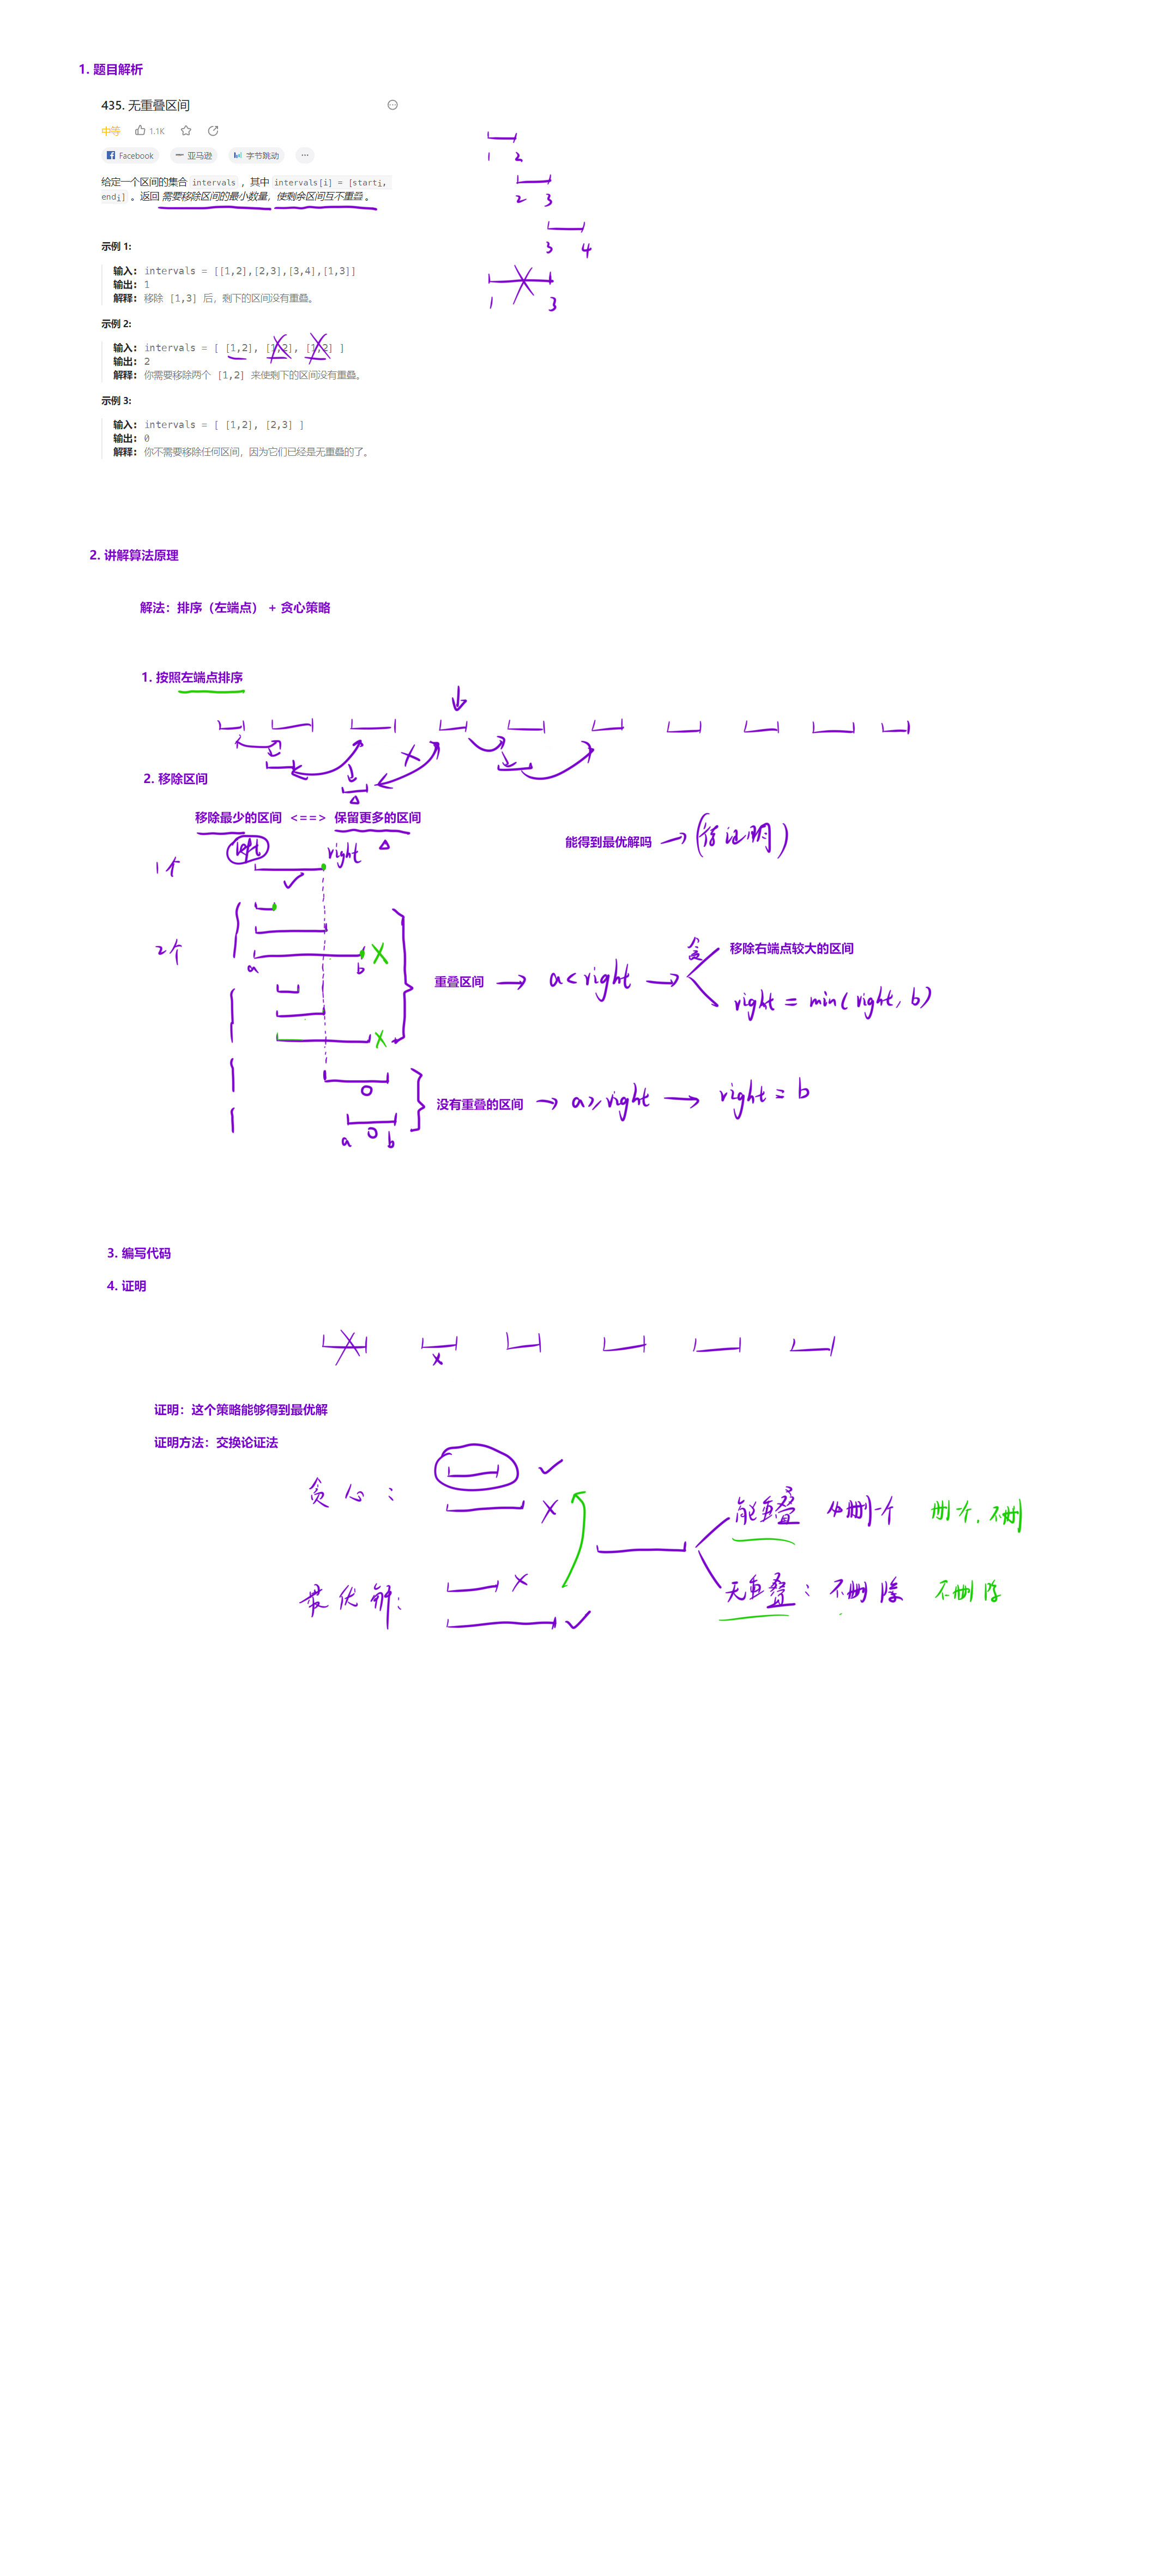 1. 题目解析
435. 无重叠区间
中等 1.1K
Facebook 亚马逊 字节跳动 ...
给定一个区间的集合 intervals ，其中 intervals[i] = [starti,
endi] 。返回 需要移除区间的最小数量，使剩余区间互不重叠 。
1 2
2 3
3 4
1 3
示例 1:
输入: intervals = [[1,2],[2,3],[3,4],[1,3]]
输出: 1
解释: 移除 [1,3] 后，剩下的区间没有重叠。
示例 2:
输入: intervals = [ [1,2], [1,2], [1,2] ]
输出: 2
解释: 你需要移除两个 [1,2] 来使剩下的区间没有重叠。
示例 3:
输入: intervals = [ [1,2], [2,3] ]
输出: 0
解释: 你不需要移除任何区间，因为它们已经是无重叠的了。
2. 讲解算法原理
解法：排序（左端点） + 贪心策略
1. 按照左端点排序
2. 移除区间
移除最少的区间 <==> 保留更多的区间
能得到最优解吗 → (待证明)
1个 left right
2个
a b
重叠区间 → a < right → 贪
移除右端点较大的区间
right = min(right, b)
没有重叠的区间 → a ≥ right → right = b
a b
3. 编写代码
4. 证明
证明：这个策略能够得到最优解
证明方法：交换论证法
贪心：
最优解：
能重叠 删一个 删个, 不删
无重叠：不删除 不删除